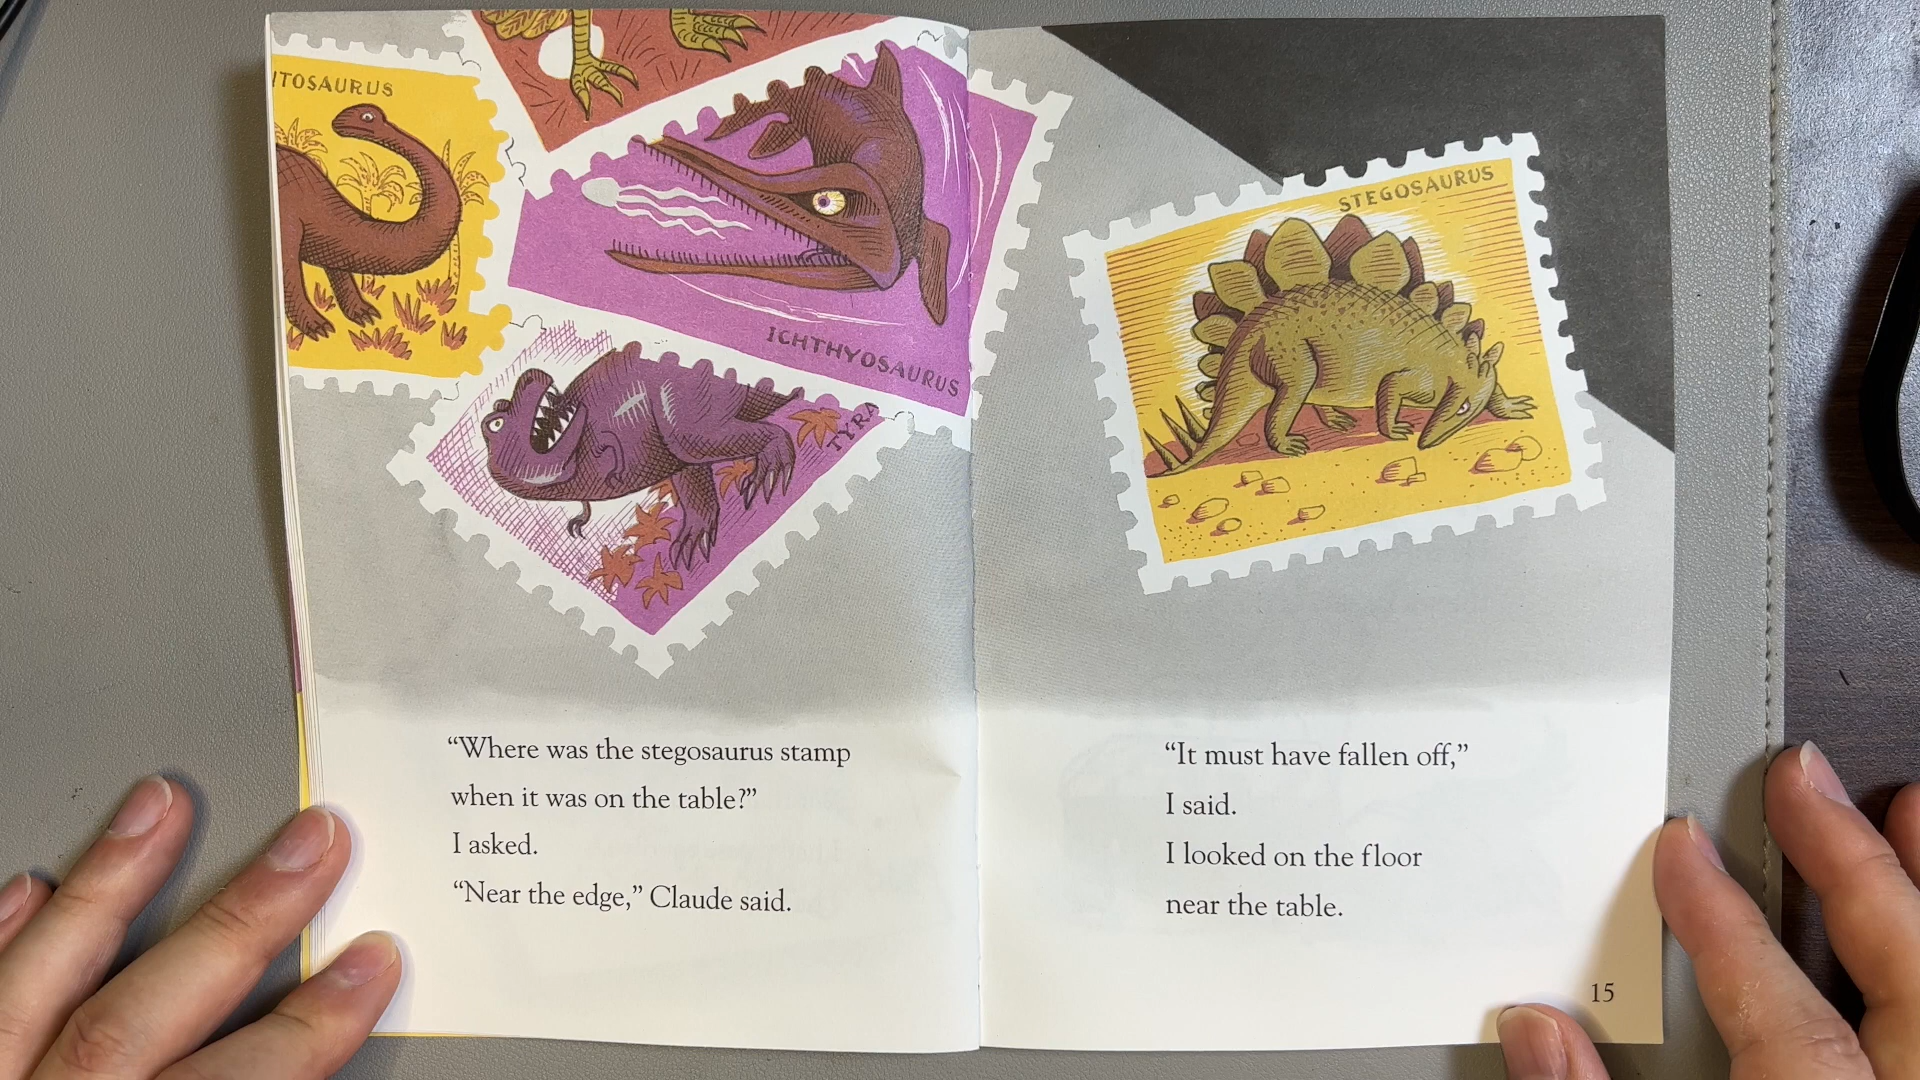 ITOSAURUS
ICHTHYOSAURUS
TYRA
“Where was the stegosaurus stamp
when it was on the table?”
I asked.
“Near the edge,” Claude said.
STEGOSAURUS
“It must have fallen off,”
I said.
I looked on the floor
near the table.
15